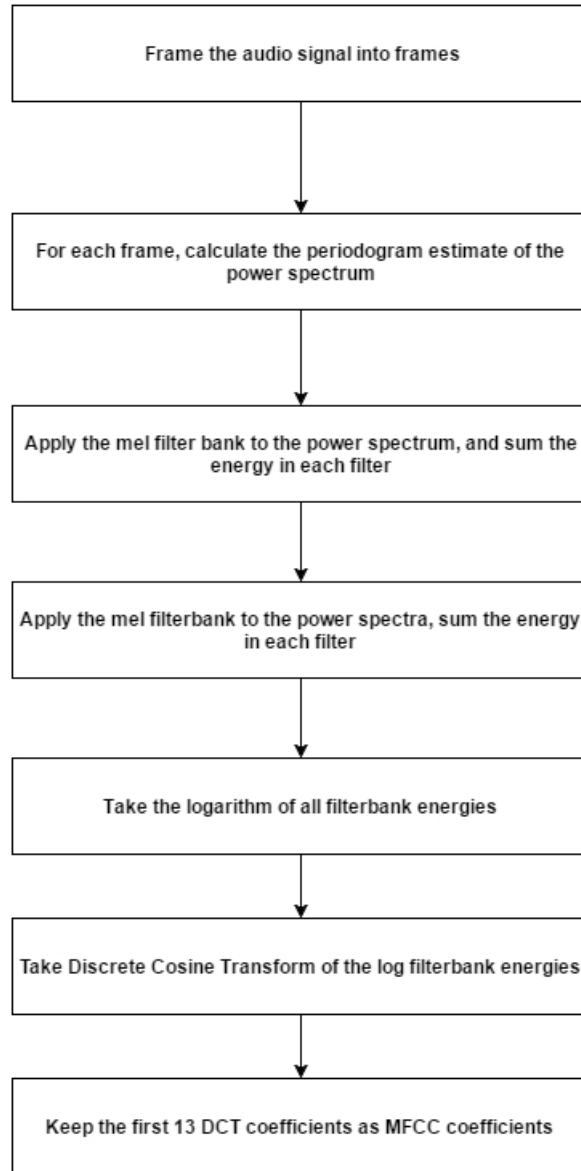 Frame the audio signal into frames
For each frame, calculate the periodogram estimate of the
power spectrum
Apply the mel filter bank to the power spectrum, and sum the
energy in each filter
Apply the mel filterbank to the power spectra, sum the energy
in each filter
Take the logarithm of all filterbank energies
Take Discrete Cosine Transform of the log filterbank energies
Keep the first 13 DCT coefficients as MFCC coefficients